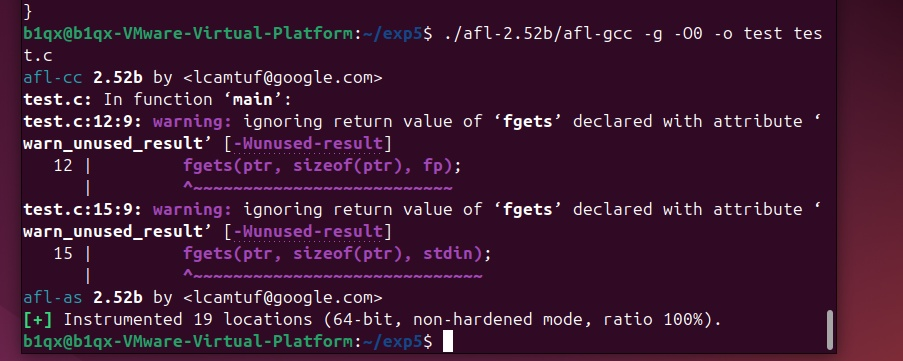 }
b1qx@b1qx-VMware-Virtual-Platform:~/exp5$ ./afl-2.52b/afl-gcc -g -O0 -o test tes
t.c
afl-cc 2.52b by <lcamtuf@google.com>
test.c: In function ‘main’:
test.c:12:9: warning: ignoring return value of ‘fgets’ declared with attribute ‘
warn_unused_result’ [-Wunused-result]
   12 |         fgets(ptr, sizeof(ptr), fp);
      |         ^~~~~~~~~~~~~~~~~~~~~~~~~~~
test.c:15:9: warning: ignoring return value of ‘fgets’ declared with attribute ‘
warn_unused_result’ [-Wunused-result]
   15 |         fgets(ptr, sizeof(ptr), stdin);
      |         ^~~~~~~~~~~~~~~~~~~~~~~~~~~~~~
afl-as 2.52b by <lcamtuf@google.com>
[+] Instrumented 19 locations (64-bit, non-hardened mode, ratio 100%).
b1qx@b1qx-VMware-Virtual-Platform:~/exp5$